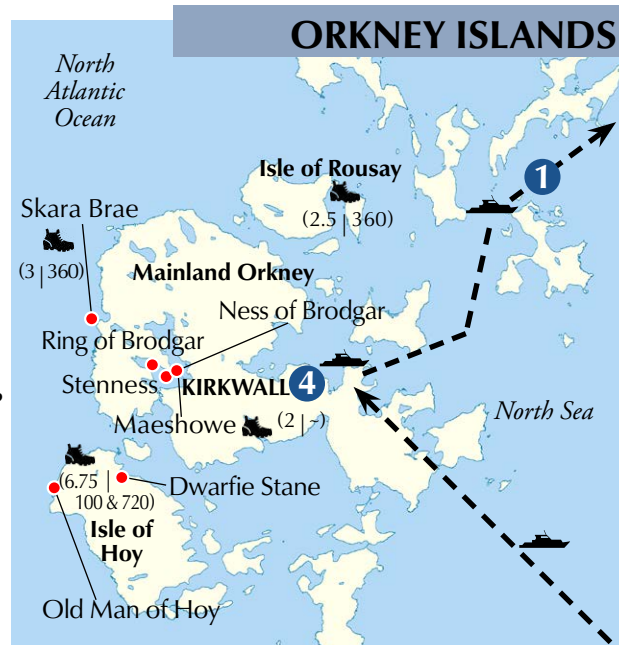 ORKNEY ISLANDS
North
Atlantic
Ocean
1
Isle of Rousay
(2.5 | 360)
Skara Brae
(3 | 360)
Mainland Orkney
Ness of Brodgar
Ring of Brodgar
Stenness
KIRKWALL 4
Maeshowe (2 | ~)
North Sea
(6.75 |
100 & 720)
Dwarfie Stane
Isle of
Hoy
Old Man of Hoy